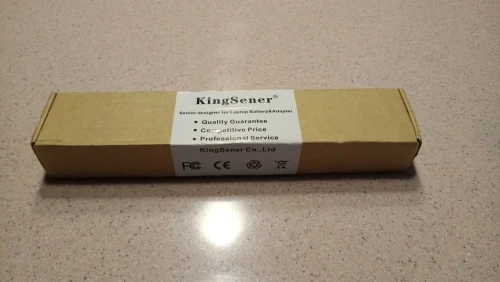 KingSener®
Senior designer for Laptop Battery&Adapter
• Quality Guarantee
• Competitive Price
• Professional Service
KingSener Co.,Ltd
FC CE